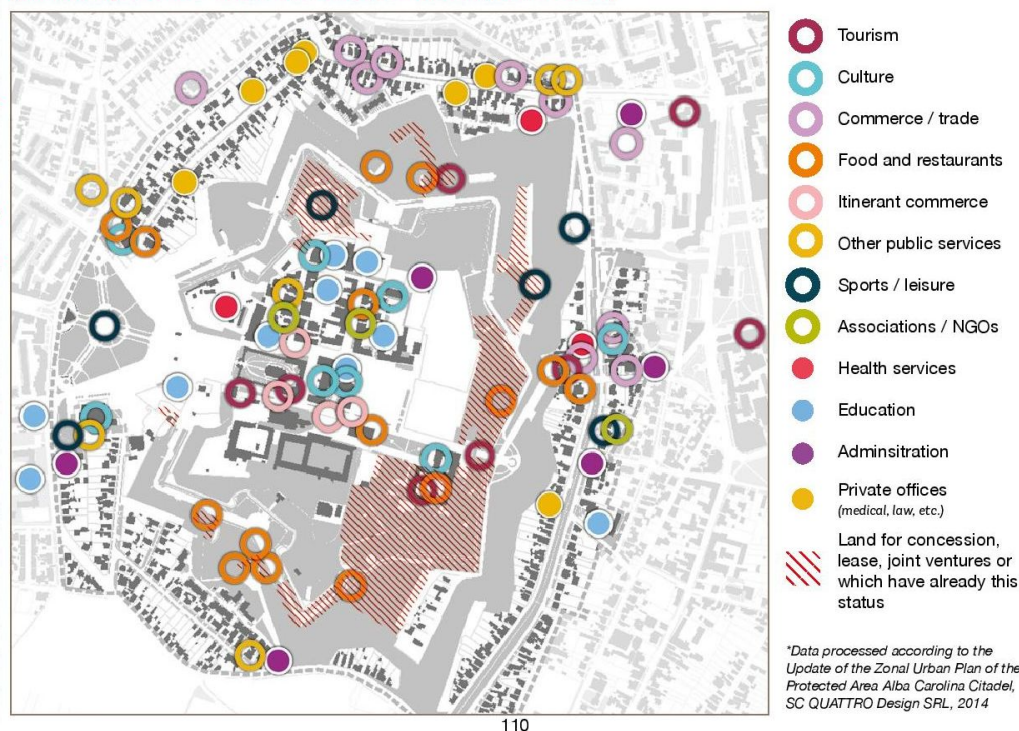 Tourism
Culture
Commerce / trade
Food and restaurants
Itinerant commerce
Other public services
Sports / leisure
Associations / NGOs
Health services
Education
Adminsitration
Private offices
(medical, law, etc.)
Land for concession,
lease, joint ventures or
which have already this
status
*Data processed according to the
Update of the Zonal Urban Plan of the
Protected Area Alba Carolina Citadel,
SC QUATTRO Design SRL, 2014
110